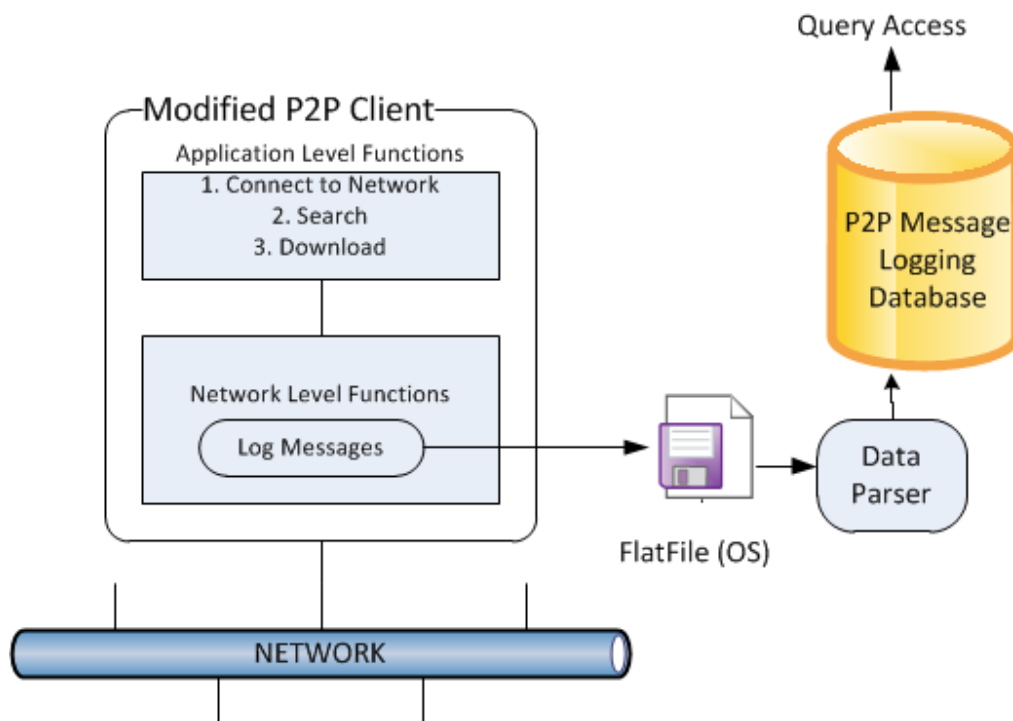 Query Access
Modified P2P Client
Application Level Functions
1. Connect to Network
2. Search
3. Download
P2P Message
Logging
Database
Network Level Functions
Log Messages
Data
Parser
FlatFile (OS)
NETWORK